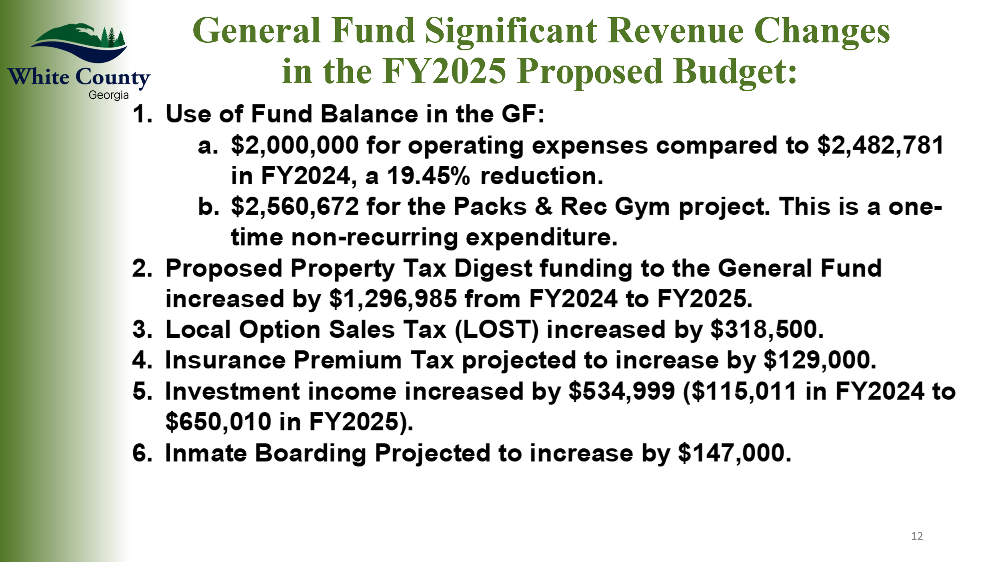 White County
Georgia
General Fund Significant Revenue Changes
in the FY2025 Proposed Budget:
1. Use of Fund Balance in the GF:
a. $2,000,000 for operating expenses compared to $2,482,781
in FY2024, a 19.45% reduction.
b. $2,560,672 for the Packs & Rec Gym project. This is a one-
time non-recurring expenditure.
2. Proposed Property Tax Digest funding to the General Fund
increased by $1,296,985 from FY2024 to FY2025.
3. Local Option Sales Tax (LOST) increased by $318,500.
4. Insurance Premium Tax projected to increase by $129,000.
5. Investment income increased by $534,999 ($115,011 in FY2024 to
$650,010 in FY2025).
6. Inmate Boarding Projected to increase by $147,000.
12